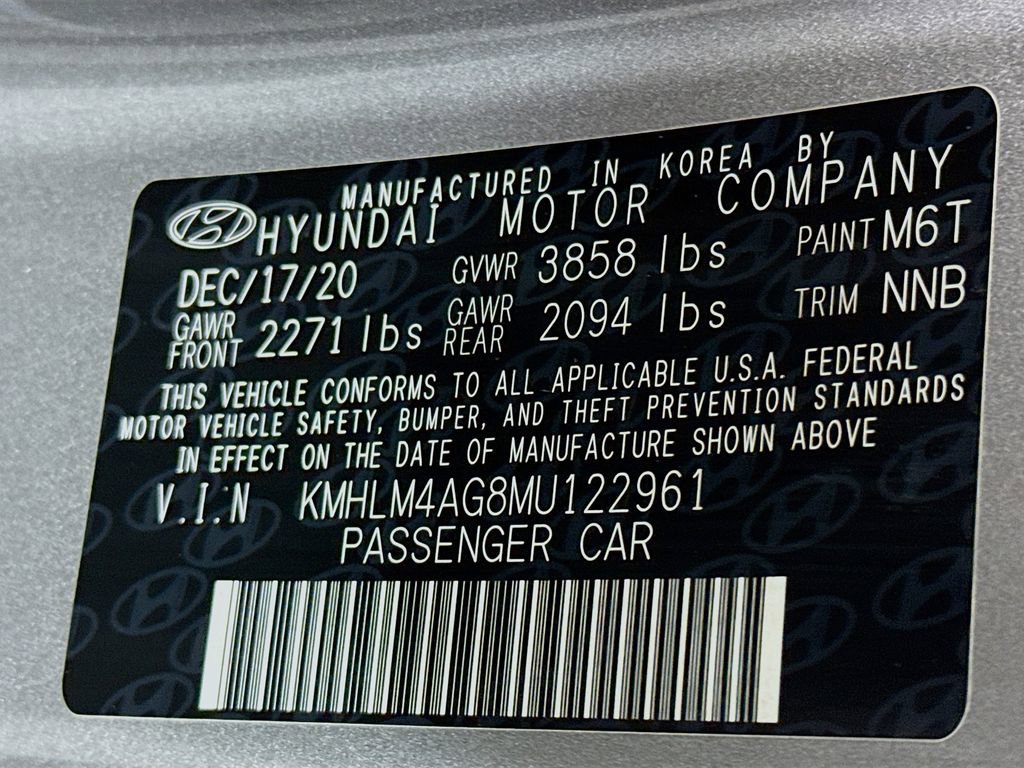 MANUFACTURED IN KOREA BY
HYUNDAI MOTOR COMPANY
DEC/17/20 GVWR 3858 lbs PAINT M6T
GAWR FRONT 2271 lbs GAWR REAR 2094 lbs TRIM NNB
THIS VEHICLE CONFORMS TO ALL APPLICABLE U.S.A. FEDERAL
MOTOR VEHICLE SAFETY, BUMPER, AND THEFT PREVENTION STANDARDS
IN EFFECT ON THE DATE OF MANUFACTURE SHOWN ABOVE
V.I.N KMHLM4AG8MU122961
PASSENGER CAR